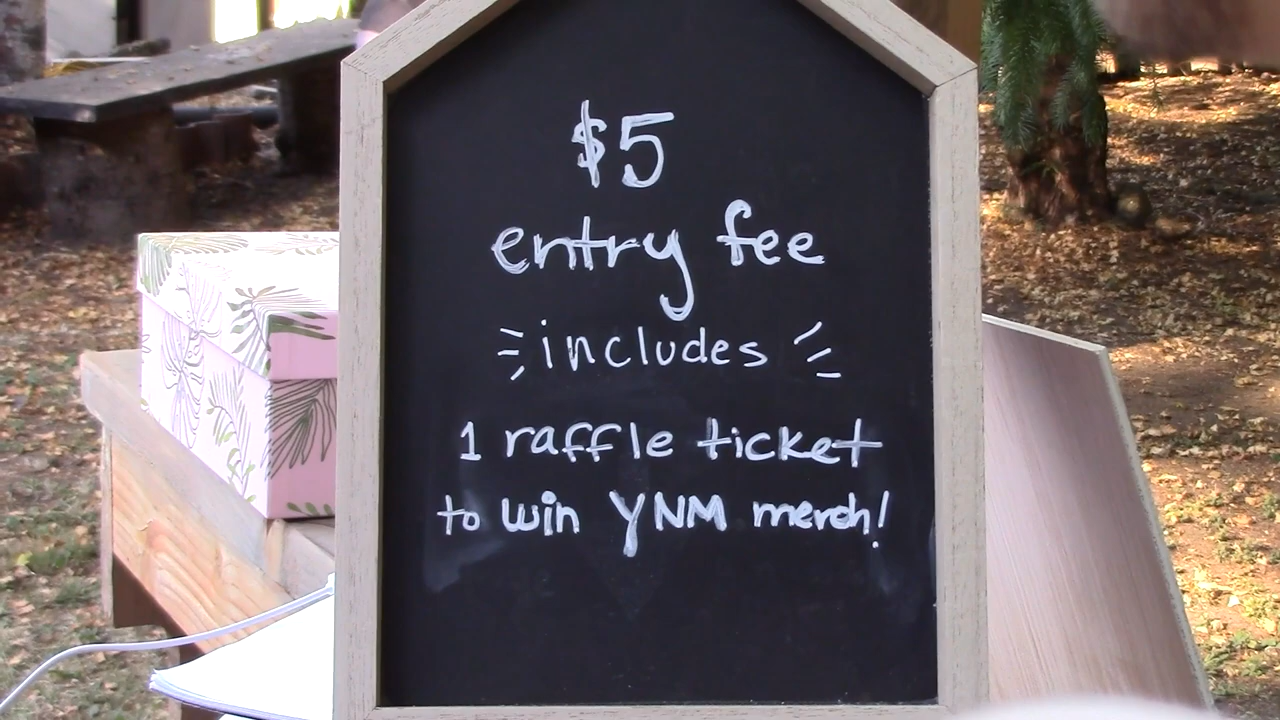 $5
entry fee
includes
1 raffle ticket
to win YNM merch!